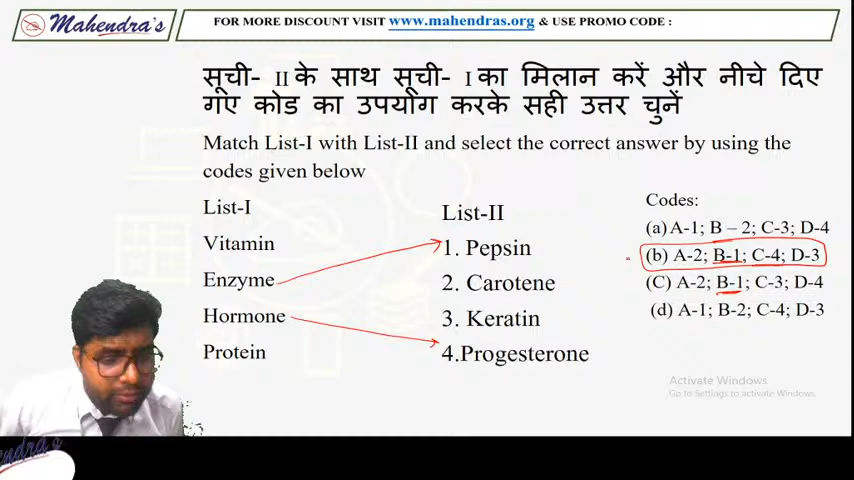 Mahendra's
FOR MORE DISCOUNT VISIT www.mahendras.org & USE PROMO CODE :
सूची- II के साथ सूची- I का मिलान करें और नीचे दिए
गए कोड का उपयोग करके सही उत्तर चुनें
Match List-I with List-II and select the correct answer by using the
codes given below
List-I
Vitamin
Enzyme
Hormone
Protein
List-II
1. Pepsin
2. Carotene
3. Keratin
4.Progesterone
Codes:
(a) A-1; B – 2; C-3; D-4
(b) A-2; B-1; C-4; D-3
(C) A-2; B-1; C-3; D-4
(d) A-1; B-2; C-4; D-3
Activate Windows
Go to Settings to activate Windows.